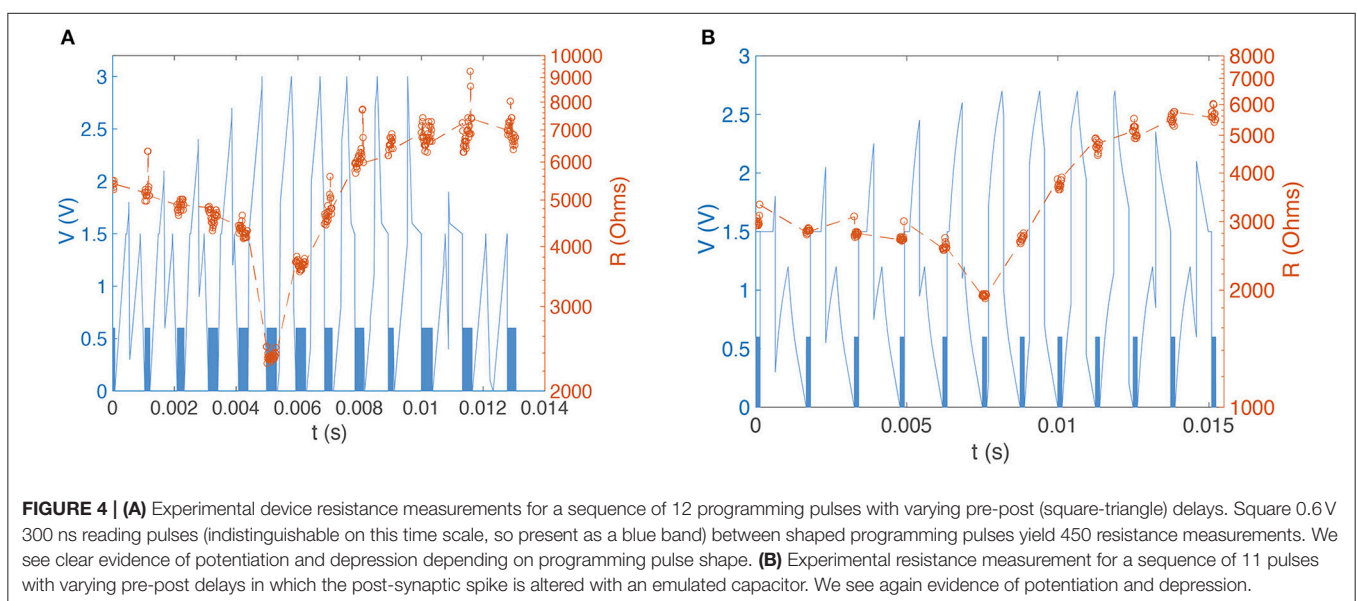 A
B
10000
9000
8000
7000
6000
5000
4000
3000
2000
3
2.5
2
1.5
1
0.5
0
V (V)
R (Ohms)
0 0.002 0.004 0.006 0.008 0.01 0.012 0.014
t (s)
8000
7000
6000
5000
4000
3000
2000
1000
3
2.5
2
1.5
1
0.5
0
V (V)
R (Ohms)
0 0.005 0.01 0.015
t (s)
FIGURE 4 | (A) Experimental device resistance measurements for a sequence of 12 programming pulses with varying pre-post (square-triangle) delays. Square 0.6 V
300 ns reading pulses (indistinguishable on this time scale, so present as a blue band) between shaped programming pulses yield 450 resistance measurements. We
see clear evidence of potentiation and depression depending on programming pulse shape. (B) Experimental resistance measurement for a sequence of 11 pulses
with varying pre-post delays in which the post-synaptic spike is altered with an emulated capacitor. We see again evidence of potentiation and depression.